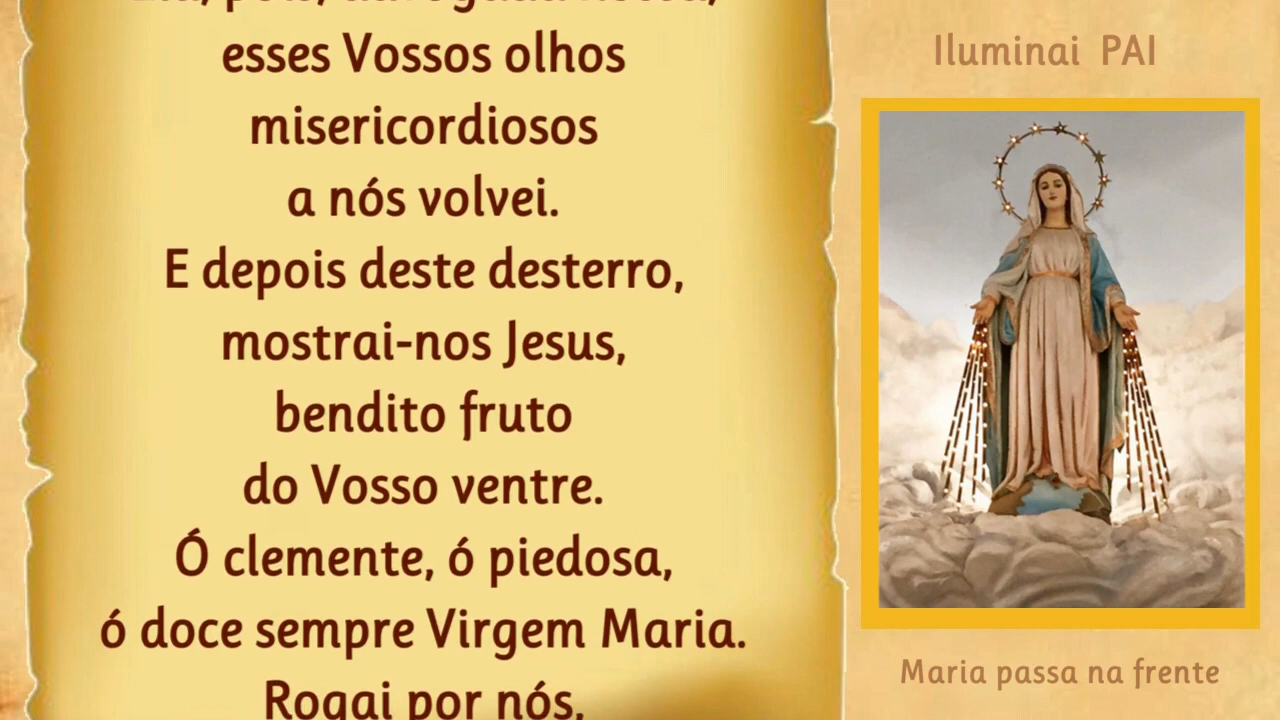 esses Vossos olhos
misericordiosos
a nós volvei.
E depois deste desterro,
mostrai-nos Jesus,
bendito fruto
do Vosso ventre.
Ó clemente, ó piedosa,
ó doce sempre Virgem Maria.
Rogai por nós,
Iluminai PAI
Maria passa na frente